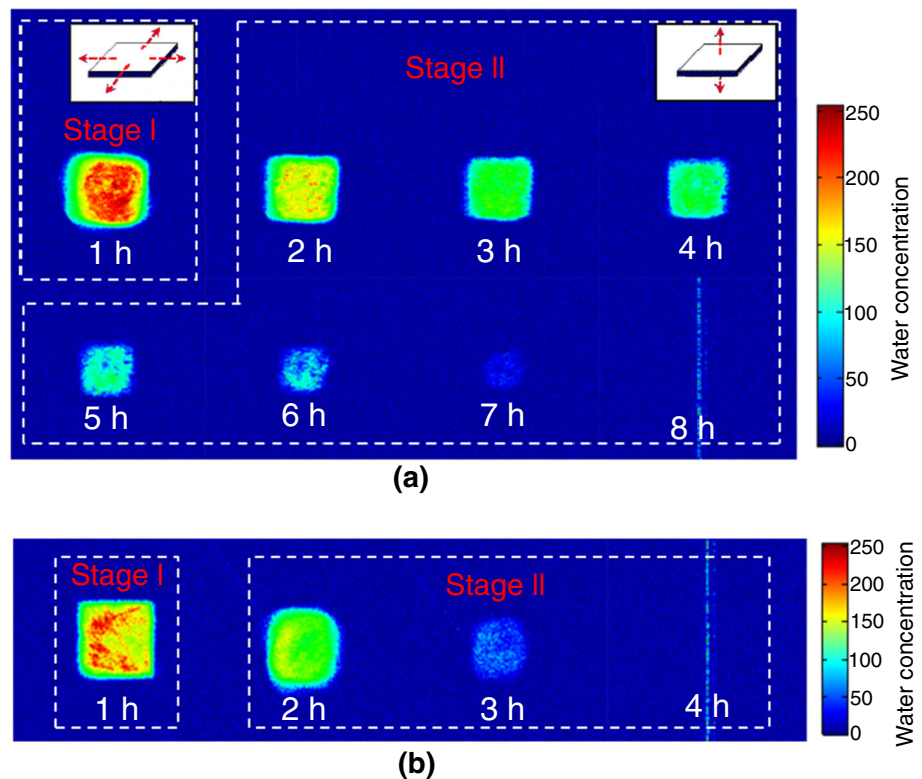 Stage I
Stage II
1 h
2 h
3 h
4 h
5 h
6 h
7 h
8 h
250
200
150
100
50
0
Water concentration
(a)
Stage I
Stage II
1 h
2 h
3 h
4 h
250
200
150
100
50
0
Water concentration
(b)